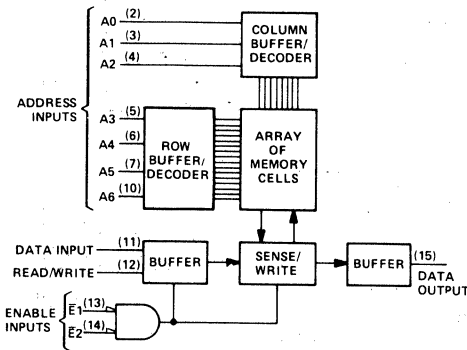 A0 (2)
A1 (3)
A2 (4)
COLUMN
BUFFER/
DECODER
ADDRESS
INPUTS
A3 (5)
A4 (6)
A5 (7)
A6 (10)
ROW
BUFFER/
DECODER
ARRAY
OF
MEMORY
CELLS
DATA INPUT (11)
READ/WRITE (12)
BUFFER
SENSE/
WRITE
BUFFER
(15)
DATA
OUTPUT
ENABLE
INPUTS
E̅1 (13)
E̅2 (14)